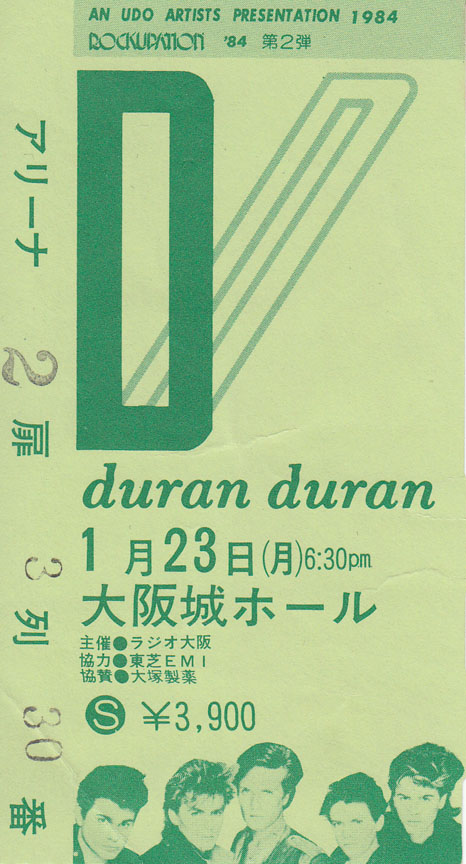 AN UDO ARTISTS PRESENTATION 1984
ROCKUPATION '84 第2弾
duran duran
1月23日(月)6:30pm
大阪城ホール
主催●ラジオ大阪
協力●東芝EMI
協賛●大塚製薬
Ⓢ ¥3,900
アリーナ 2扉 3列 30番